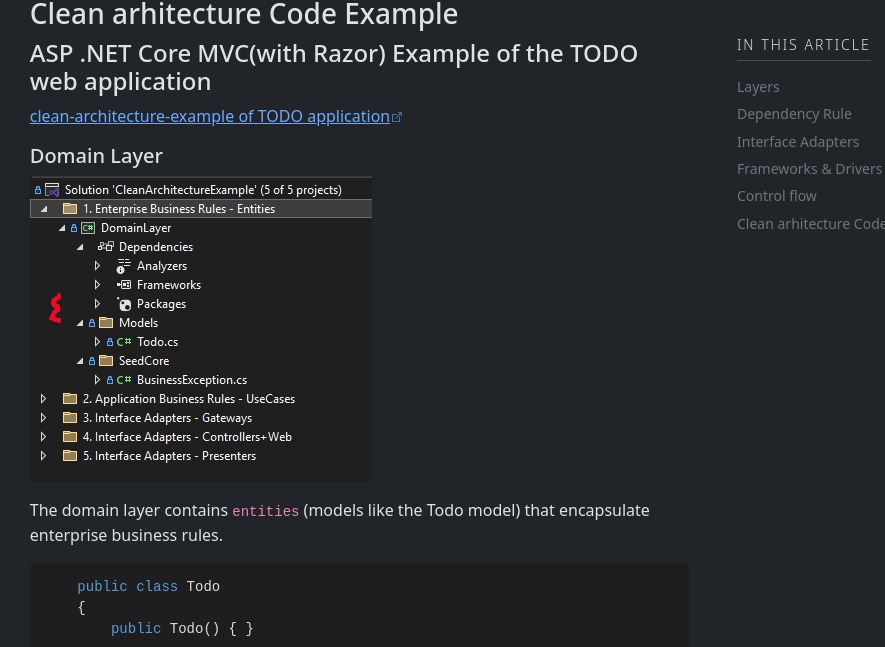 Clean arhitecture Code Example
ASP .NET Core MVC(with Razor) Example of the TODO
web application
clean-architecture-example of TODO application
Domain Layer
Solution 'CleanArchitectureExample' (5 of 5 projects)
1. Enterprise Business Rules - Entities
C# DomainLayer
Dependencies
Analyzers
Frameworks
Packages
Models
C# Todo.cs
SeedCore
C# BusinessException.cs
2. Application Business Rules - UseCases
3. Interface Adapters - Gateways
4. Interface Adapters - Controllers+Web
5. Interface Adapters - Presenters
The domain layer contains entities (models like the Todo model) that encapsulate
enterprise business rules.
public class Todo
{
public Todo() { }
IN THIS ARTICLE
Layers
Dependency Rule
Interface Adapters
Frameworks & Drivers
Control flow
Clean arhitecture Code